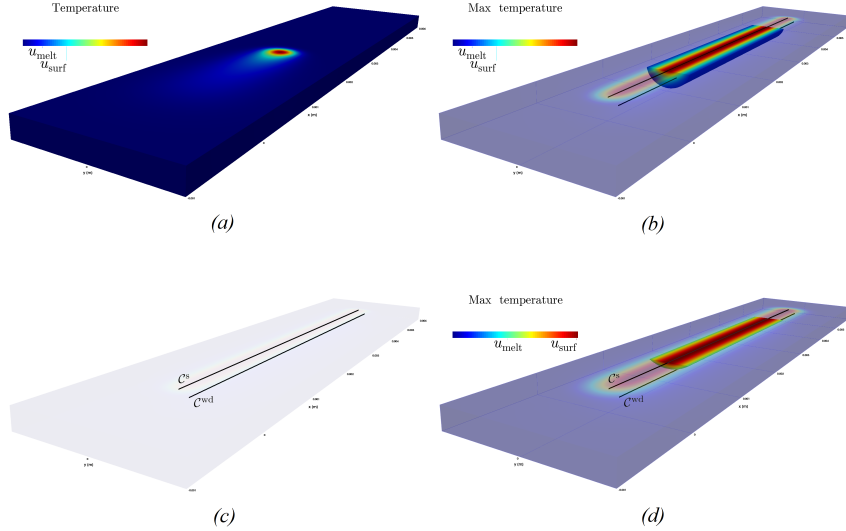 Temperature
u_melt
u_surf
x (m)
y (m)
(a)
Max temperature
u_melt
u_surf
x (m)
y (m)
(b)
C^s
C^wd
x (m)
y (m)
(c)
Max temperature
u_melt u_surf
C^s
C^wd
x (m)
y (m)
(d)